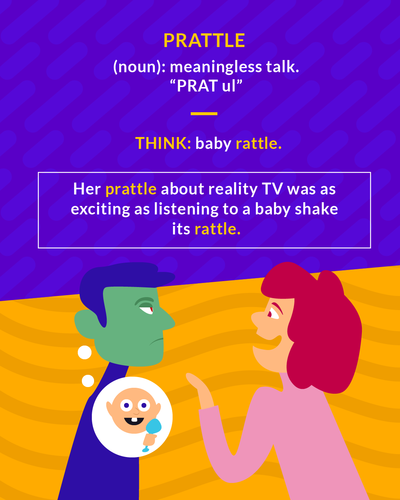 PRATTLE
(noun): meaningless talk.
“PRAT ul”
THINK: baby rattle.
Her prattle about reality TV was as
exciting as listening to a baby shake
its rattle.